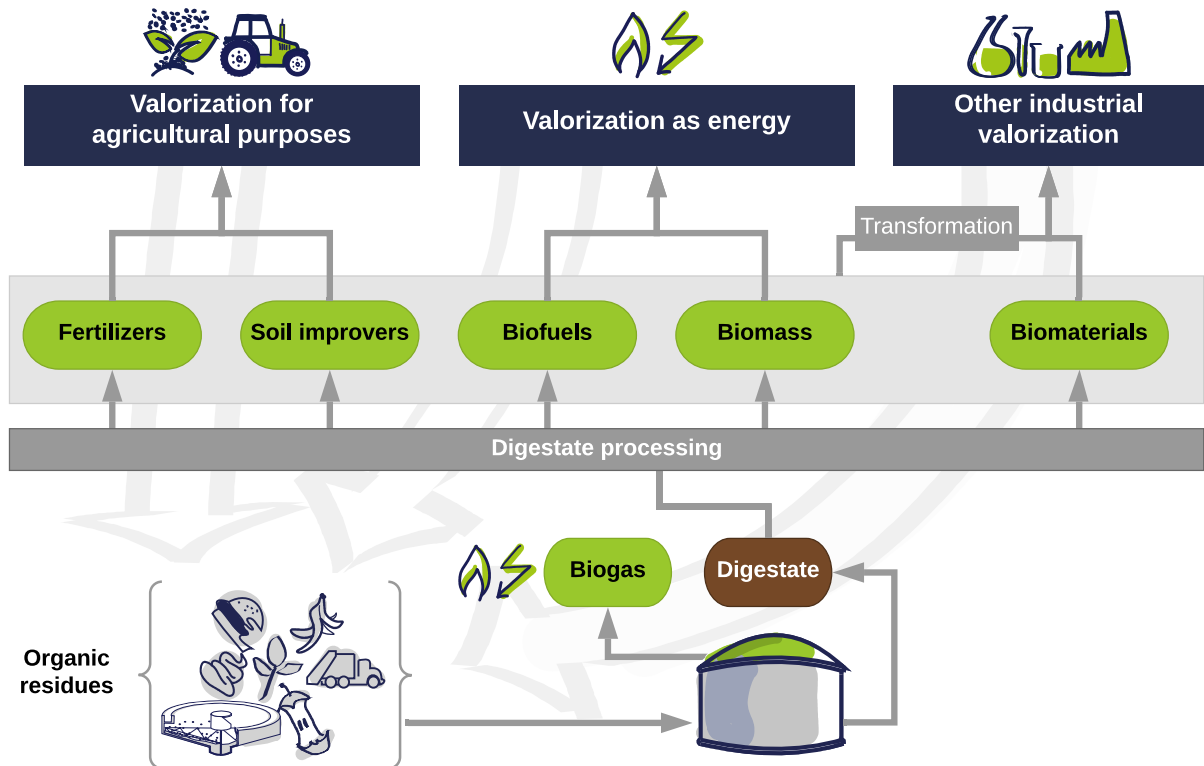 Valorization for
agricultural purposes
Valorization as energy
Other industrial
valorization
Transformation
Fertilizers
Soil improvers
Biofuels
Biomass
Biomaterials
Digestate processing
Biogas
Digestate
Organic
residues